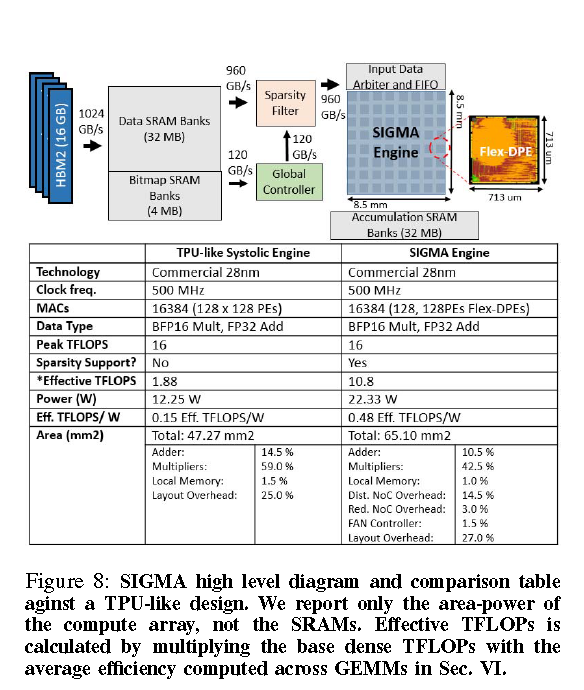 HBM2 (16 GB)
1024
GB/s
Data SRAM Banks
(32 MB)
Bitmap SRAM
Banks
(4 MB)
960
GB/s
120
GB/s
Sparsity
Filter
120
GB/s
Global
Controller
960
GB/s
Input Data
Arbiter and FIFO
SIGMA
Engine
8.5 mm
8.5 mm
Accumulation SRAM
Banks (32 MB)
Flex-DPE
713 um
713 um
TPU-like Systolic Engine SIGMA Engine
Technology Commercial 28nm Commercial 28nm
Clock freq. 500 MHz 500 MHz
MACs 16384 (128 x 128 PEs) 16384 (128, 128PEs Flex-DPEs)
Data Type BFP16 Mult, FP32 Add BFP16 Mult, FP32 Add
Peak TFLOPS 16 16
Sparsity Support? No Yes
*Effective TFLOPS 1.88 10.8
Power (W) 12.25 W 22.33 W
Eff. TFLOPS/ W 0.15 Eff. TFLOPS/W 0.48 Eff. TFLOPS/W
Area (mm2) Total: 47.27 mm2 Total: 65.10 mm2
Adder: 14.5 % Adder: 10.5 %
Multipliers: 59.0 % Multipliers: 42.5 %
Local Memory: 1.5 % Local Memory: 1.0 %
Layout Overhead: 25.0 % Dist. NoC Overhead: 14.5 %
Red. NoC Overhead: 3.0 %
FAN Controller: 1.5 %
Layout Overhead: 27.0 %
Figure 8: SIGMA high level diagram and comparison table
aginst a TPU-like design. We report only the area-power of
the compute array, not the SRAMs. Effective TFLOPs is
calculated by multiplying the base dense TFLOPs with the
average efficiency computed across GEMMs in Sec. VI.